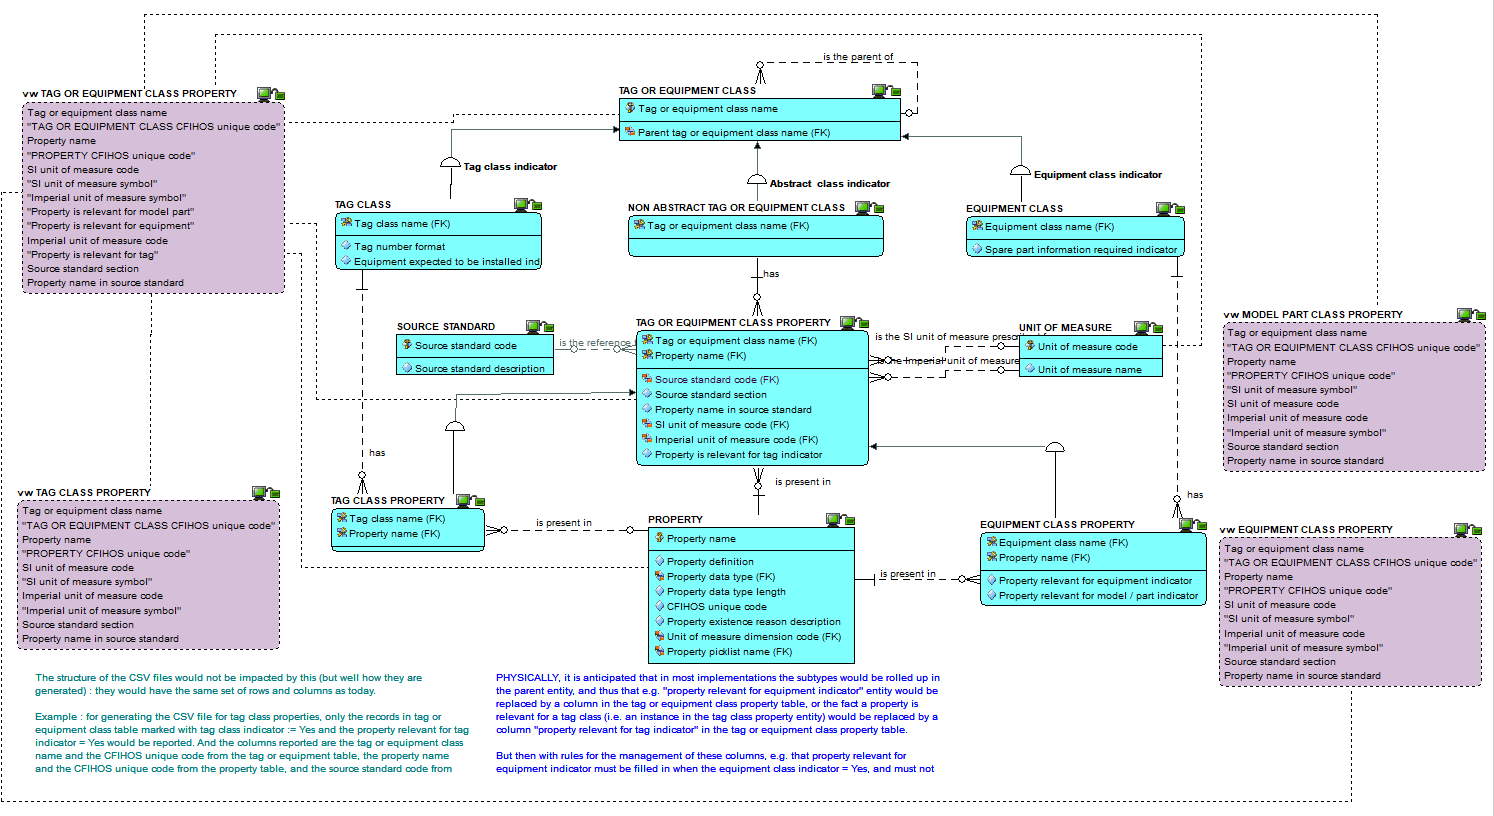 is the parent of
vw TAG OR EQUIPMENT CLASS PROPERTY
Tag or equipment class name
"TAG OR EQUIPMENT CLASS CFIHOS unique code"
Property name
"PROPERTY CFIHOS unique code"
SI unit of measure code
"SI unit of measure symbol"
"Imperial unit of measure symbol"
"Property is relevant for model part"
"Property is relevant for equipment"
Imperial unit of measure code
"Property is relevant for tag"
Source standard section
Property name in source standard
TAG OR EQUIPMENT CLASS
Tag or equipment class name
Parent tag or equipment class name (FK)
Tag class indicator
Abstract class indicator
Equipment class indicator
TAG CLASS
Tag class name (FK)
Tag number format
Equipment expected to be installed ind
NON ABSTRACT TAG OR EQUIPMENT CLASS
Tag or equipment class name (FK)
EQUIPMENT CLASS
Equipment class name (FK)
Spare part information required indicator
has
SOURCE STANDARD
Source standard code
Source standard description
is the reference
TAG OR EQUIPMENT CLASS PROPERTY
Tag or equipment class name (FK)
Property name (FK)
Source standard code (FK)
Source standard section
Property name in source standard
SI unit of measure code (FK)
Imperial unit of measure code (FK)
Property is relevant for tag indicator
is the SI unit of measure presc
Imperial unit of measure
UNIT OF MEASURE
Unit of measure code
Unit of measure name
vw MODEL PART CLASS PROPERTY
Tag or equipment class name
"TAG OR EQUIPMENT CLASS CFIHOS unique code"
Property name
"PROPERTY CFIHOS unique code"
"SI unit of measure symbol"
SI unit of measure code
Imperial unit of measure code
"Imperial unit of measure symbol"
Source standard section
Property name in source standard
has
is present in
vw TAG CLASS PROPERTY
Tag or equipment class name
"TAG OR EQUIPMENT CLASS CFIHOS unique code"
Property name
"PROPERTY CFIHOS unique code"
SI unit of measure code
"SI unit of measure symbol"
Imperial unit of measure code
"Imperial unit of measure symbol"
Source standard section
Property name in source standard
TAG CLASS PROPERTY
Tag class name (FK)
Property name (FK)
is present in
PROPERTY
Property name
Property definition
Property data type (FK)
Property data type length
CFIHOS unique code
Property existence reason description
Unit of measure dimension code (FK)
Property picklist name (FK)
is present in
has
EQUIPMENT CLASS PROPERTY
Equipment class name (FK)
Property name (FK)
Property relevant for equipment indicator
Property relevant for model / part indicator
vw EQUIPMENT CLASS PROPERTY
Tag or equipment class name
"TAG OR EQUIPMENT CLASS CFIHOS unique code"
Property name
"PROPERTY CFIHOS unique code"
SI unit of measure code
"SI unit of measure symbol"
Imperial unit of measure code
"Imperial unit of measure symbol"
Source standard section
Property name in source standard
The structure of the CSV files would not be impacted by this (but well how they are
generated) : they would have the same set of rows and columns as today.
Example : for generating the CSV file for tag class properties, only the records in tag or
equipment class table marked with tag class indicator := Yes and the property relevant for tag
indicator = Yes would be reported. And the columns reported are the tag or equipment class
name and the CFIHOS unique code from the tag or equipment table, the property name
and the CFIHOS unique code from the property table, and the source standard code from
PHYSICALLY, it is anticipated that in most implementations the subtypes would be rolled up in
the parent entity, and thus that e.g. "property relevant for equipment indicator" entity would be
replaced by a column in the tag or equipment class property table, or the fact a property is
relevant for a tag class (i.e. an instance in the tag class property entity) would be replaced by a
column "property relevant for tag indicator" in the tag or equipment class property table.
But then with rules for the management of these columns, e.g. that property relevant for
equipment indicator must be filled in when the equipment class indicator = Yes, and must not